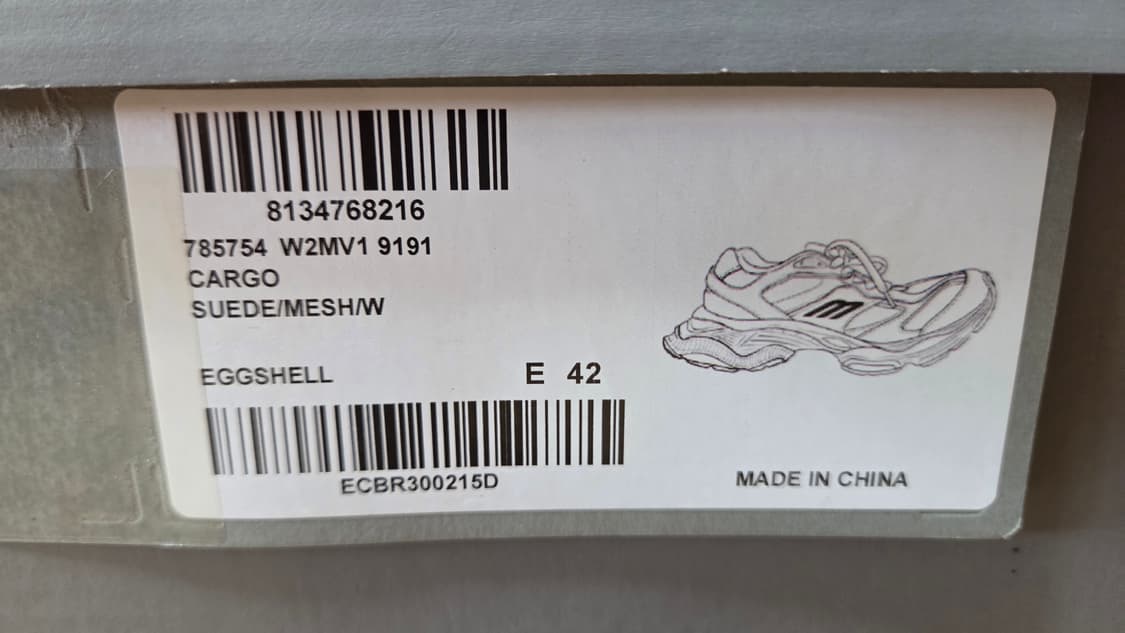 8134768216
785754 W2MV1 9191
CARGO
SUEDE/MESH/W
EGGSHELL E 42
ECBR300215D
MADE IN CHINA